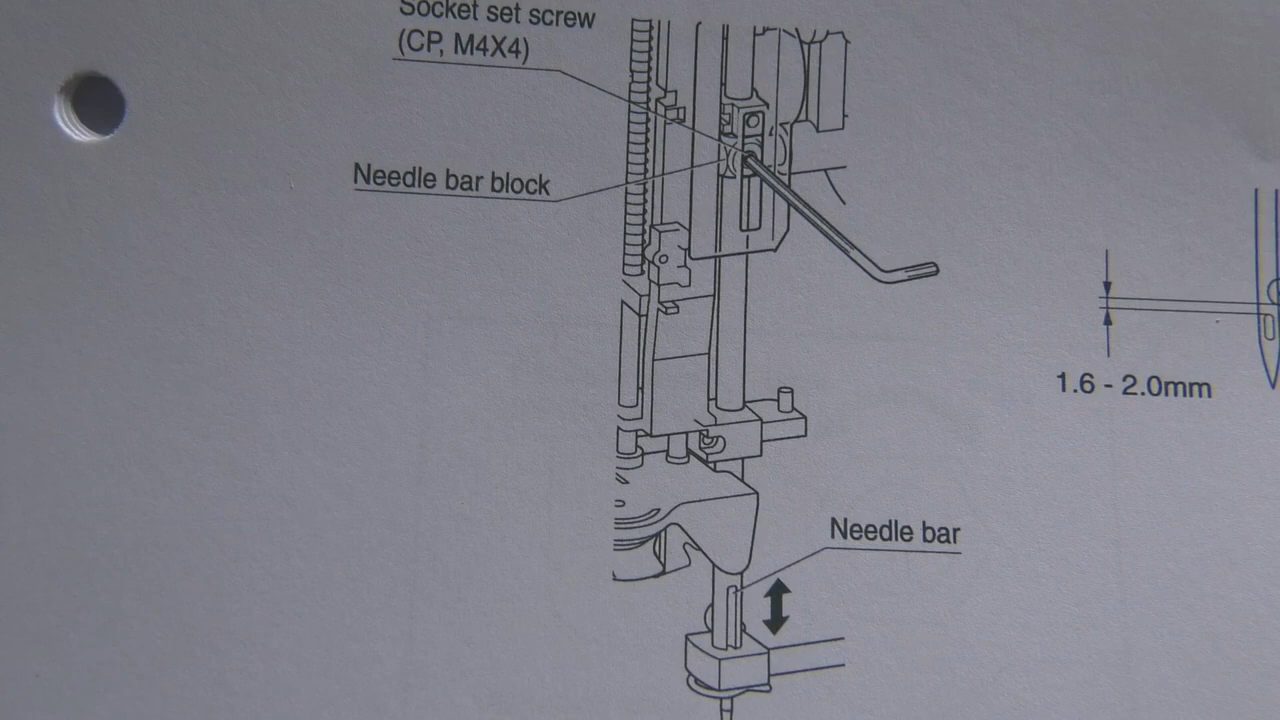 Socket set screw
(CP, M4X4)
Needle bar block
1.6 - 2.0mm
Needle bar